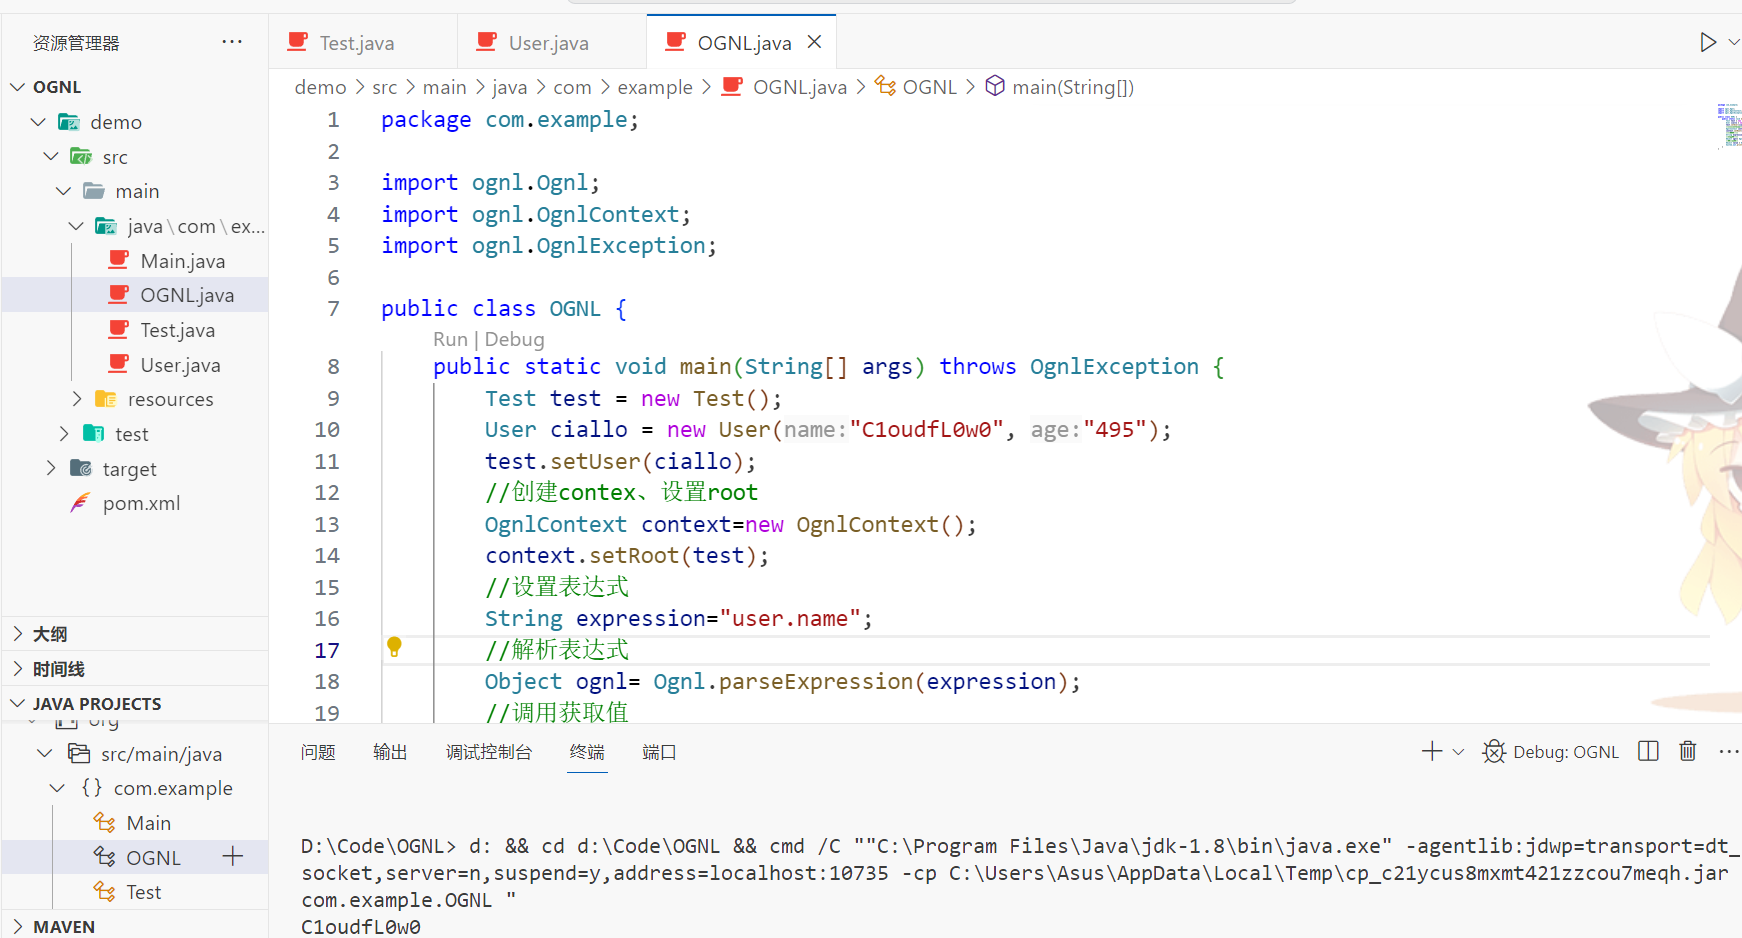 资源管理器 ···
OGNL
demo
src
main
java\com\ex...
Main.java
OGNL.java
Test.java
User.java
resources
test
target
pom.xml
大纲
时间线
JAVA PROJECTS
org
src/main/java
{} com.example
Main
OGNL
Test
MAVEN
Test.java User.java OGNL.java
demo > src > main > java > com > example > OGNL.java > OGNL > main(String[])
1 package com.example;
2
3 import ognl.Ognl;
4 import ognl.OgnlContext;
5 import ognl.OgnlException;
6
7 public class OGNL {
Run | Debug
8 public static void main(String[] args) throws OgnlException {
9 Test test = new Test();
10 User ciallo = new User(name:"C1oudfL0w0", age:"495");
11 test.setUser(ciallo);
12 //创建contex、设置root
13 OgnlContext context=new OgnlContext();
14 context.setRoot(test);
15 //设置表达式
16 String expression="user.name";
17 //解析表达式
18 Object ognl= Ognl.parseExpression(expression);
19 //调用获取值
问题 输出 调试控制台 终端 端口 Debug: OGNL ···
D:\Code\OGNL> d: && cd d:\Code\OGNL && cmd /C ""C:\Program Files\Java\jdk-1.8\bin\java.exe" -agentlib:jdwp=transport=dt_
socket,server=n,suspend=y,address=localhost:10735 -cp C:\Users\Asus\AppData\Local\Temp\cp_c21ycus8mxmt421zzcou7meqh.jar
com.example.OGNL "
C1oudfL0w0